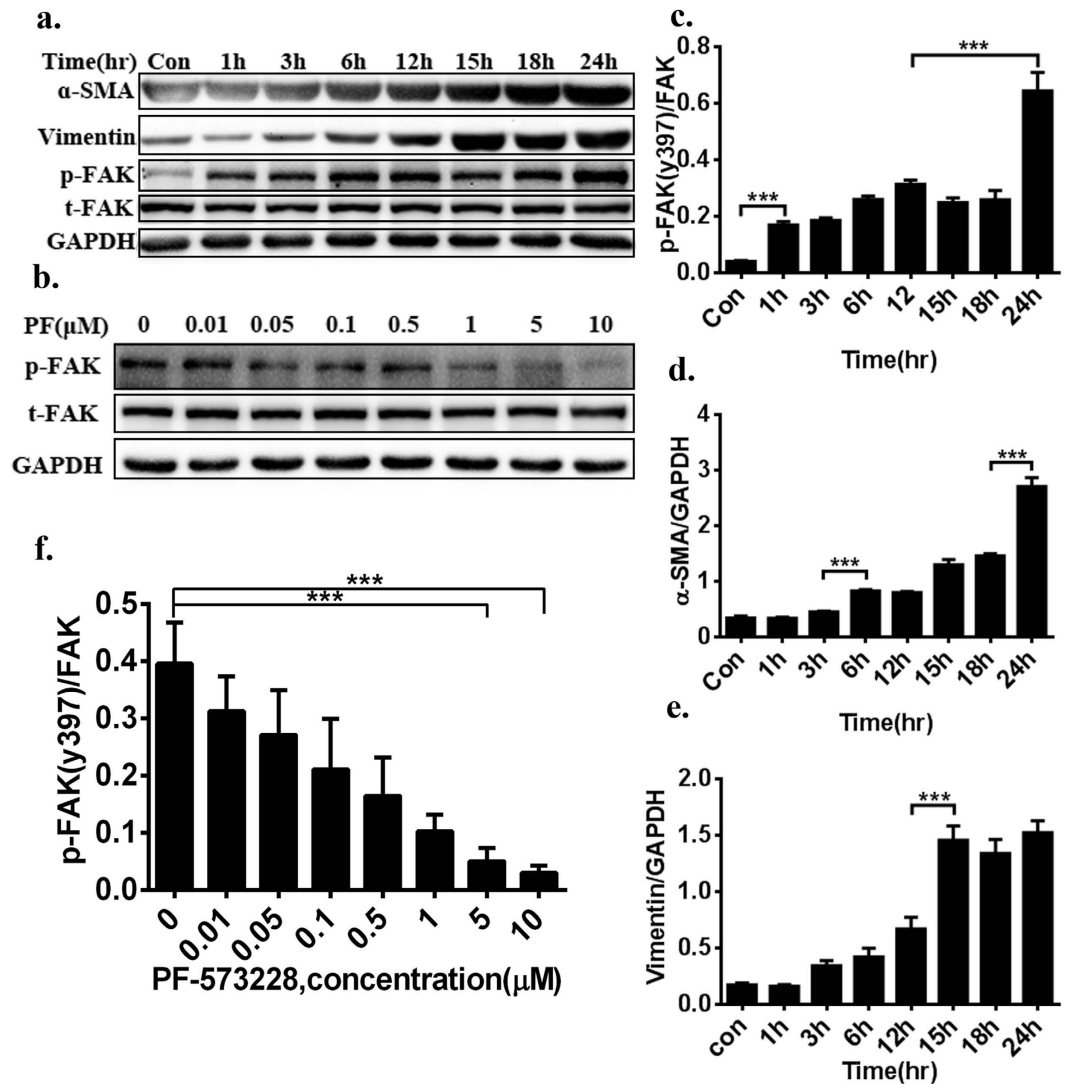 a.
Time(hr) Con 1h 3h 6h 12h 15h 18h 24h
α-SMA
Vimentin
p-FAK
t-FAK
GAPDH
b.
PF(μM) 0 0.01 0.05 0.1 0.5 1 5 10
p-FAK
t-FAK
GAPDH
c.
p-FAK(y397)/FAK
0.8
0.6
0.4
0.2
0.0
***
***
Con 1h 3h 6h 12 15h 18h 24h
Time(hr)
d.
α-SMA/GAPDH
4
3
2
1
0
***
***
Con 1h 3h 6h 12h 15h 18h 24h
Time(hr)
e.
Vimentin/GAPDH
2.0
1.5
1.0
0.5
0.0
***
con 1h 3h 6h 12h 15h 18h 24h
Time(hr)
f.
p-FAK(y397)/FAK
0.5
0.4
0.3
0.2
0.1
0.0
***
***
0 0.01 0.05 0.1 0.5 1 5 10
PF-573228,concentration(μM)